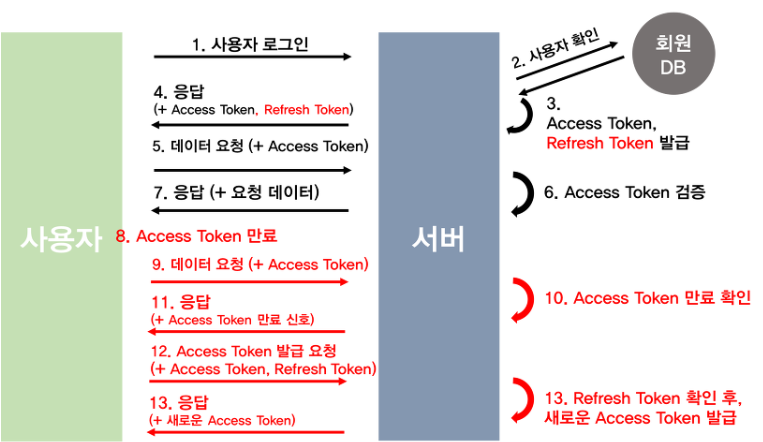 1. 사용자 로그인
2. 사용자 확인
회원
DB
4. 응답
(+ Access Token, Refresh Token)
3.
Access Token,
Refresh Token 발급
5. 데이터 요청 (+ Access Token)
7. 응답 (+ 요청 데이터)
6. Access Token 검증
사용자
8. Access Token 만료
서버
9. 데이터 요청 (+ Access Token)
11. 응답
(+ Access Token 만료 신호)
10. Access Token 만료 확인
12. Access Token 발급 요청
(+ Access Token, Refresh Token)
13. 응답
(+ 새로운 Access Token)
13. Refresh Token 확인 후,
새로운 Access Token 발급